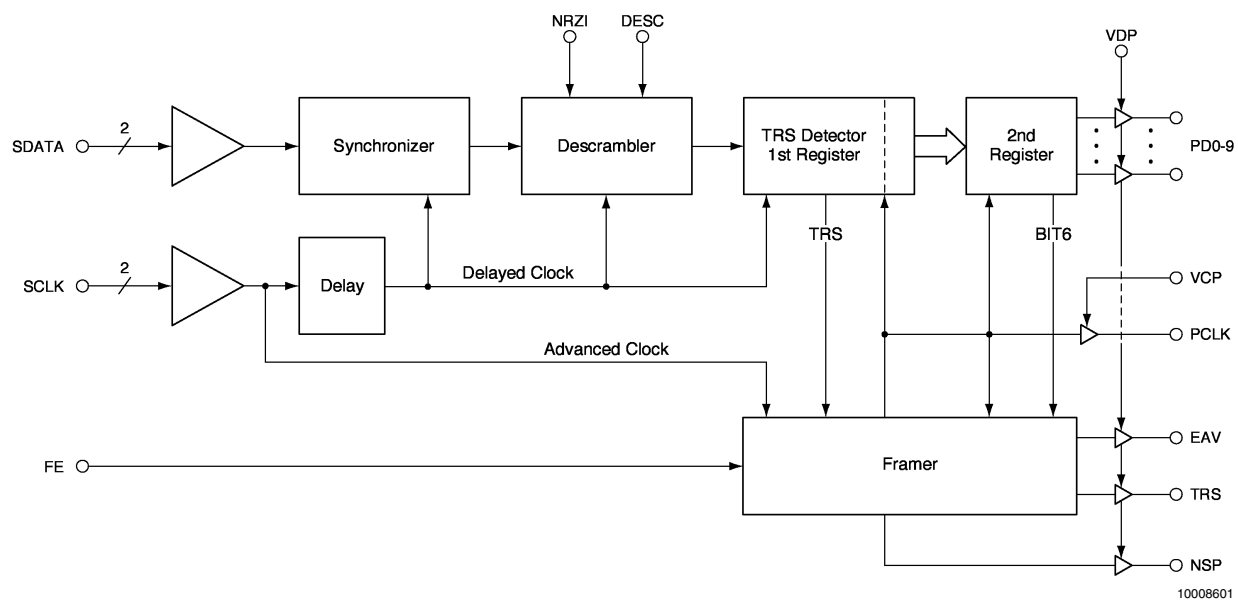 NRZI
DESC
VDP
SDATA
2
Synchronizer
Descrambler
TRS Detector
1st Register
2nd
Register
PD0-9
TRS
BIT6
SCLK
2
Delay
Delayed Clock
VCP
PCLK
Advanced Clock
FE
Framer
EAV
TRS
NSP
10008601